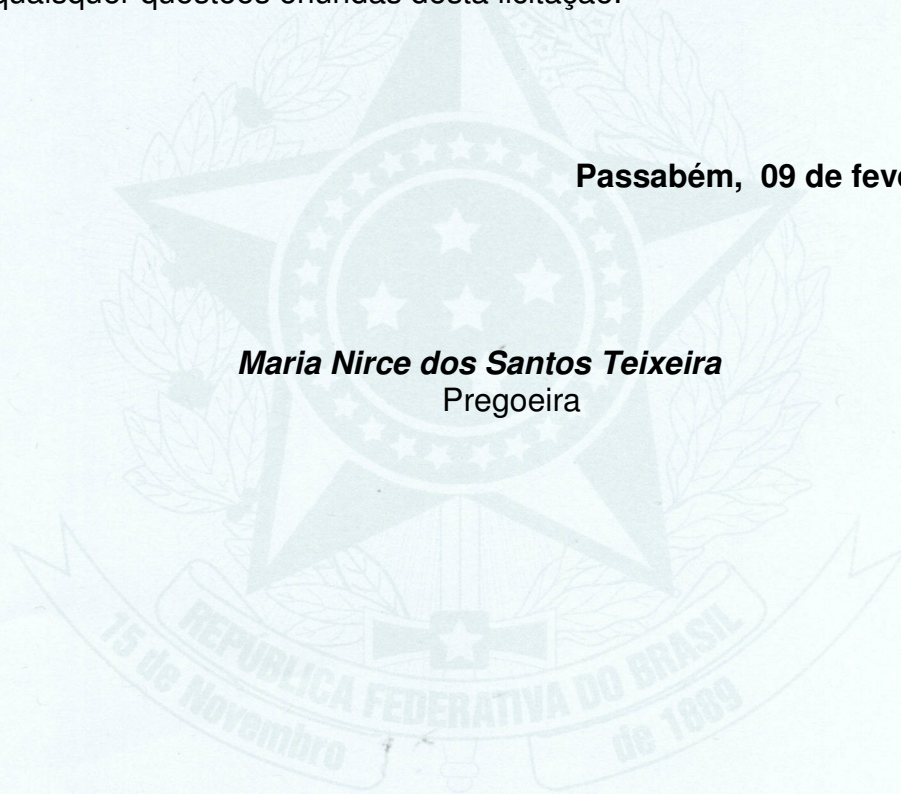 quaisquer questões oriundas desta licitação.
Passabém, 09 de feve
Maria Nirce dos Santos Teixeira
Pregoeira
REPÚBLICA FEDERATIVA DO BRASIL
15 de Novembro de 1889